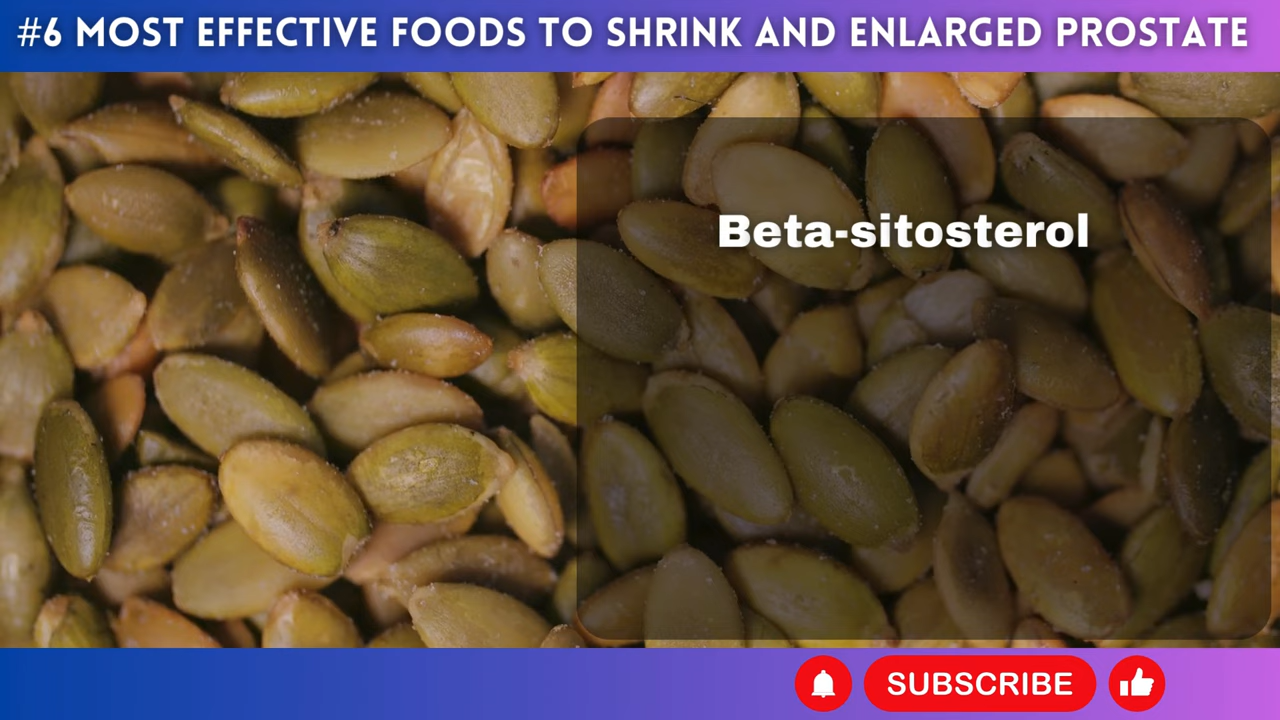 #6 MOST EFFECTIVE FOODS TO SHRINK AND ENLARGED PROSTATE
Beta-sitosterol
SUBSCRIBE